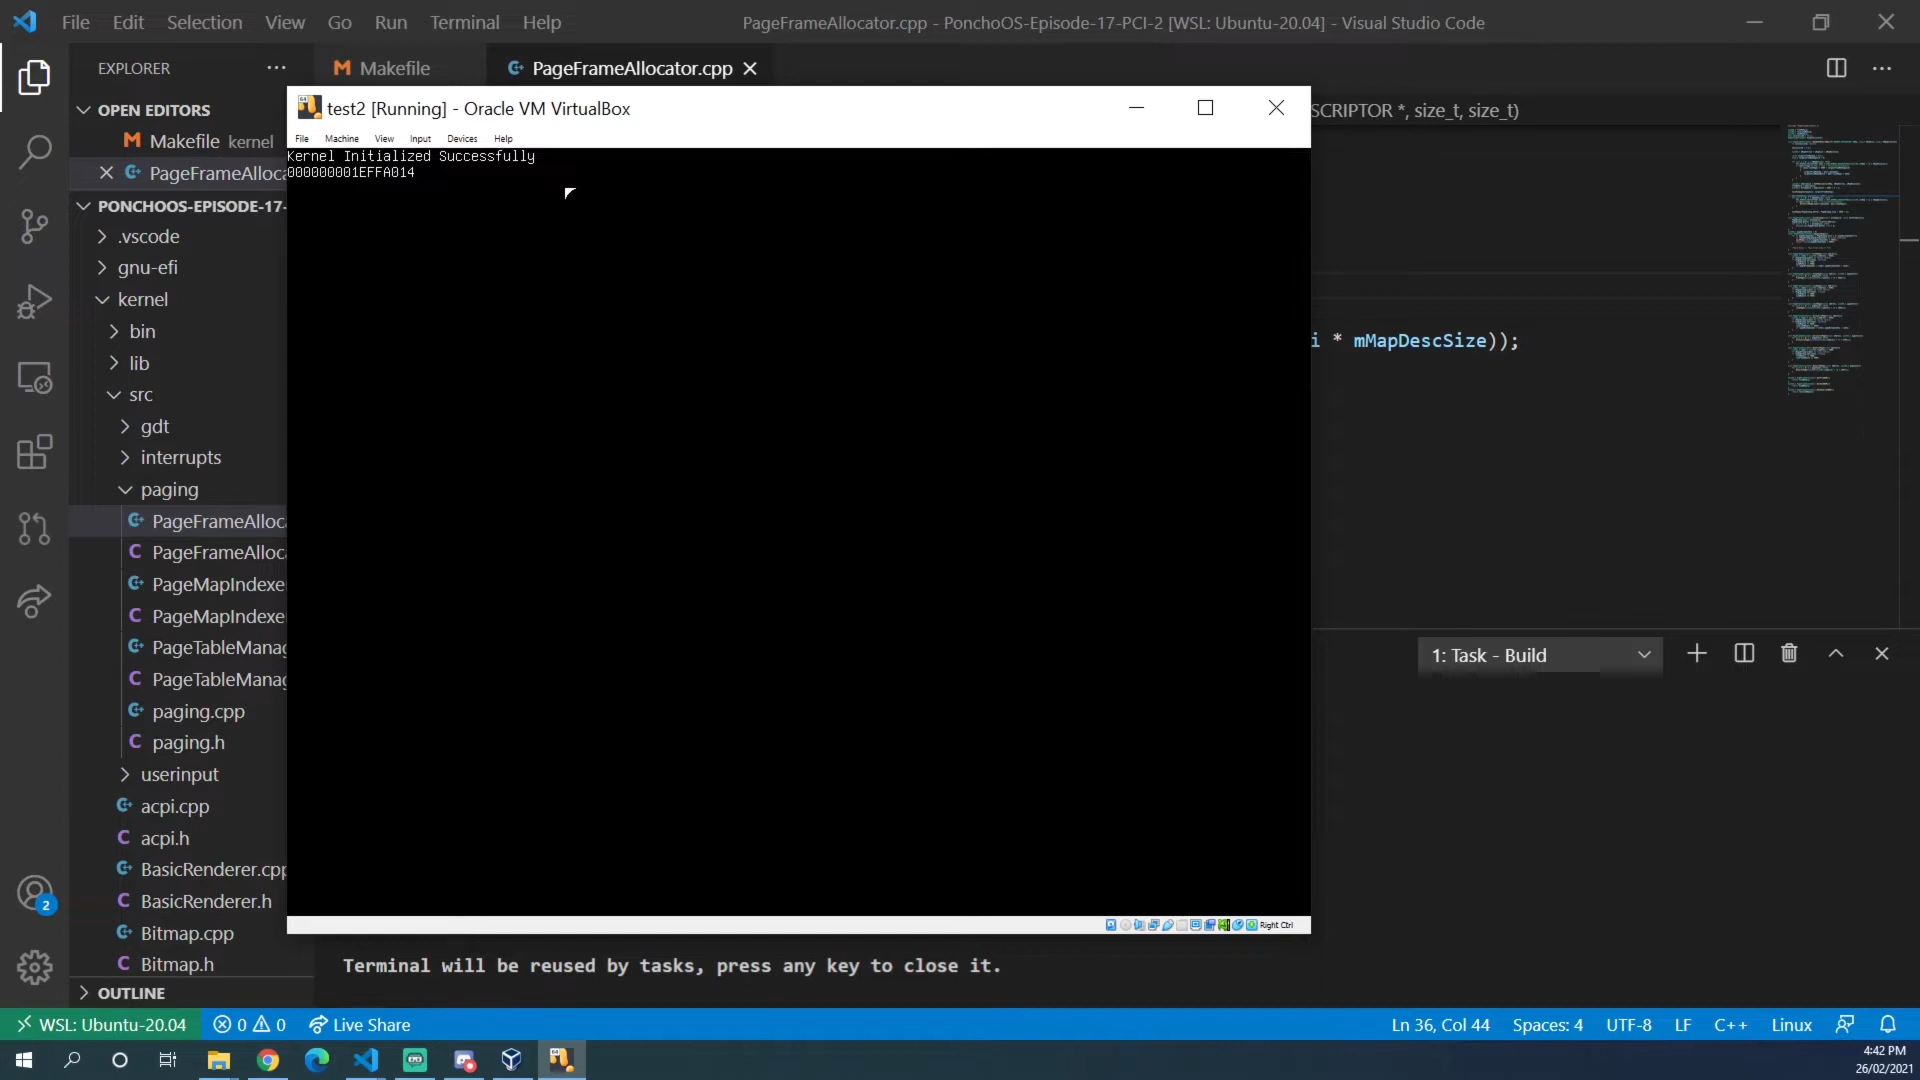 File Edit Selection View Go Run Terminal Help
PageFrameAllocator.cpp - PonchoOS-Episode-17-PCI-2 [WSL: Ubuntu-20.04] - Visual Studio Code
EXPLORER
Makefile
PageFrameAllocator.cpp
OPEN EDITORS
Makefile kernel
PageFrameAlloca
PONCHOOS-EPISODE-17-
.vscode
gnu-efi
kernel
bin
lib
src
gdt
interrupts
paging
PageFrameAlloca
PageFrameAlloca
PageMapIndexe
PageMapIndexe
PageTableManag
PageTableManag
paging.cpp
paging.h
userinput
acpi.cpp
acpi.h
BasicRenderer.cpp
BasicRenderer.h
Bitmap.cpp
Bitmap.h
OUTLINE
test2 [Running] - Oracle VM VirtualBox
File Machine View Input Devices Help
Kernel Initialized Successfully
000000001EFFA014
Right Ctrl
SCRIPTOR *, size_t, size_t)
i * mMapDescSize));
1: Task - Build
Terminal will be reused by tasks, press any key to close it.
2
WSL: Ubuntu-20.04
0 0
Live Share
Ln 36, Col 44
Spaces: 4
UTF-8
LF
C++
Linux
4:42 PM
26/02/2021